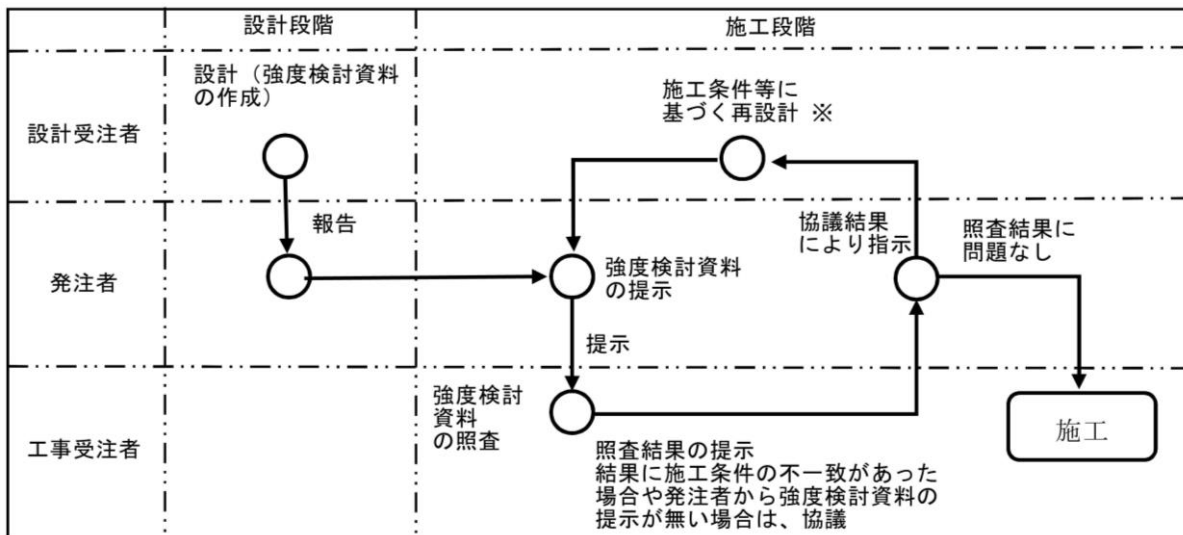 設計段階
施工段階
設計受注者
設計（強度検討資料
の作成）
施工条件等に
基づく再設計 ※
発注者
報告
強度検討資料
の提示
協議結果
により指示
照査結果に
問題なし
提示
工事受注者
強度検討
資料
の照査
照査結果の提示
結果に施工条件の不一致があった
場合や発注者から強度検討資料の
提示が無い場合は、協議
施工